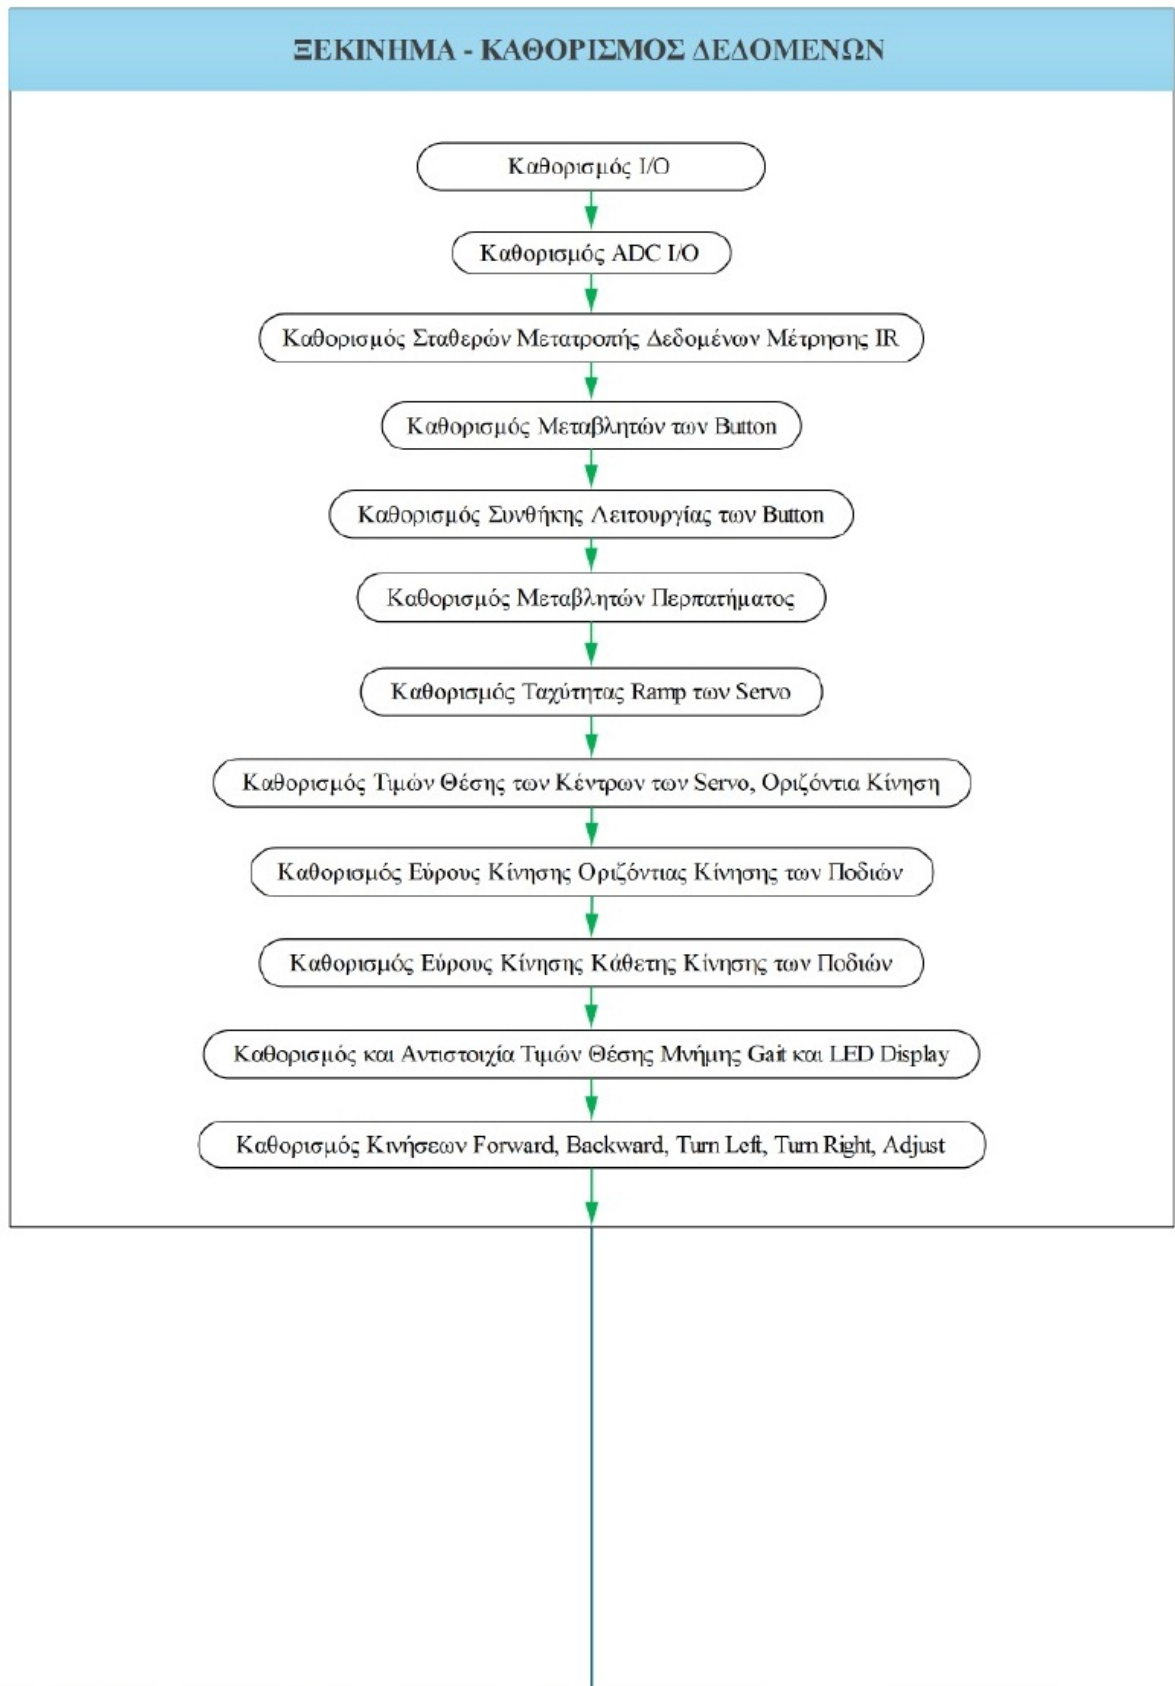 ΞΕΚΙΝΗΜΑ - ΚΑΘΟΡΙΣΜΟΣ ΔΕΔΟΜΕΝΩΝ
Καθορισμός I/O
Καθορισμός ADC I/O
Καθορισμός Σταθερών Μετατροπής Δεδομένων Μέτρησης IR
Καθορισμός Μεταβλητών των Button
Καθορισμός Συνθήκης Λειτουργίας των Button
Καθορισμός Μεταβλητών Περπατήματος
Καθορισμός Ταχύτητας Ramp των Servo
Καθορισμός Τιμών Θέσης των Κέντρων των Servo, Οριζόντια Κίνηση
Καθορισμός Εύρους Κίνησης Οριζόντιας Κίνησης των Ποδιών
Καθορισμός Εύρους Κίνησης Κάθετης Κίνησης των Ποδιών
Καθορισμός και Αντιστοιχία Τιμών Θέσης Μνήμης Gait και LED Display
Καθορισμός Κινήσεων Forward, Backward, Turn Left, Turn Right, Adjust